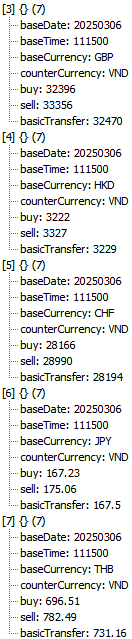 [3] {} (7)
baseDate: 20250306
baseTime: 111500
baseCurrency: GBP
counterCurrency: VND
buy: 32396
sell: 33356
basicTransfer: 32470
[4] {} (7)
baseDate: 20250306
baseTime: 111500
baseCurrency: HKD
counterCurrency: VND
buy: 3222
sell: 3327
basicTransfer: 3229
[5] {} (7)
baseDate: 20250306
baseTime: 111500
baseCurrency: CHF
counterCurrency: VND
buy: 28166
sell: 28990
basicTransfer: 28194
[6] {} (7)
baseDate: 20250306
baseTime: 111500
baseCurrency: JPY
counterCurrency: VND
buy: 167.23
sell: 175.06
basicTransfer: 167.5
[7] {} (7)
baseDate: 20250306
baseTime: 111500
baseCurrency: THB
counterCurrency: VND
buy: 696.51
sell: 782.49
basicTransfer: 731.16